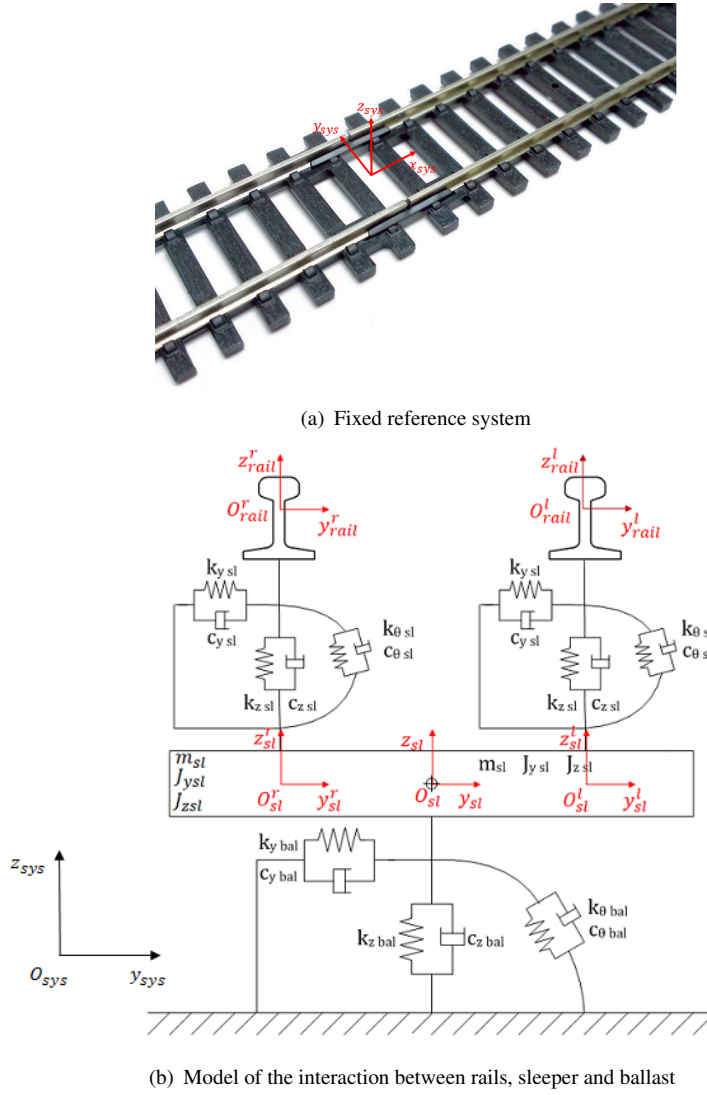 z_sys
y_sys
x_sys
(a) Fixed reference system
z^r_rail z^l_rail
O^r_rail y^r_rail O^l_rail y^l_rail
k_y sl k_y sl
c_y sl k_θ sl c_y sl k_θ s
c_θ sl c_θ sl
k_z sl c_z sl k_z sl c_z sl
z^r_sl z_sl z^l_sl
m_sl m_sl J_y sl J_z sl
J_ysl
J_zsl O^r_sl y^r_sl O_sl y_sl O^l_sl y^l_sl
k_y bal
z_sys c_y bal
k_z bal c_z bal k_θ bal
c_θ bal
O_sys y_sys
(b) Model of the interaction between rails, sleeper and ballast